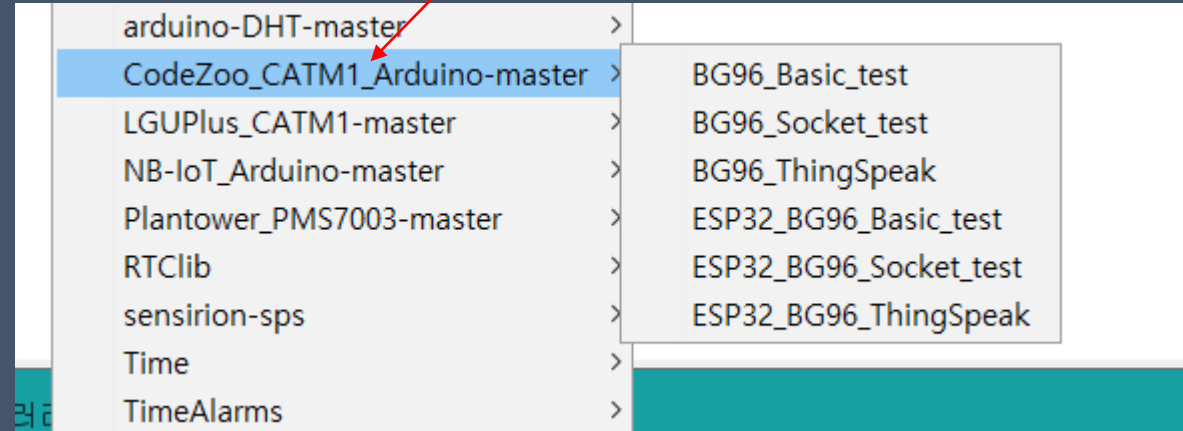 arduino-DHT-master
CodeZoo_CATM1_Arduino-master
LGUPlus_CATM1-master
NB-IoT_Arduino-master
Plantower_PMS7003-master
RTClib
sensirion-sps
Time
TimeAlarms
BG96_Basic_test
BG96_Socket_test
BG96_ThingSpeak
ESP32_BG96_Basic_test
ESP32_BG96_Socket_test
ESP32_BG96_ThingSpeak